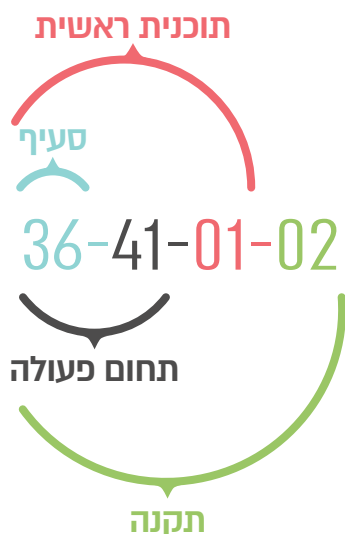 תוכנית ראשית
סעיף
36-41-01-02
תחום פעולה
תקנה